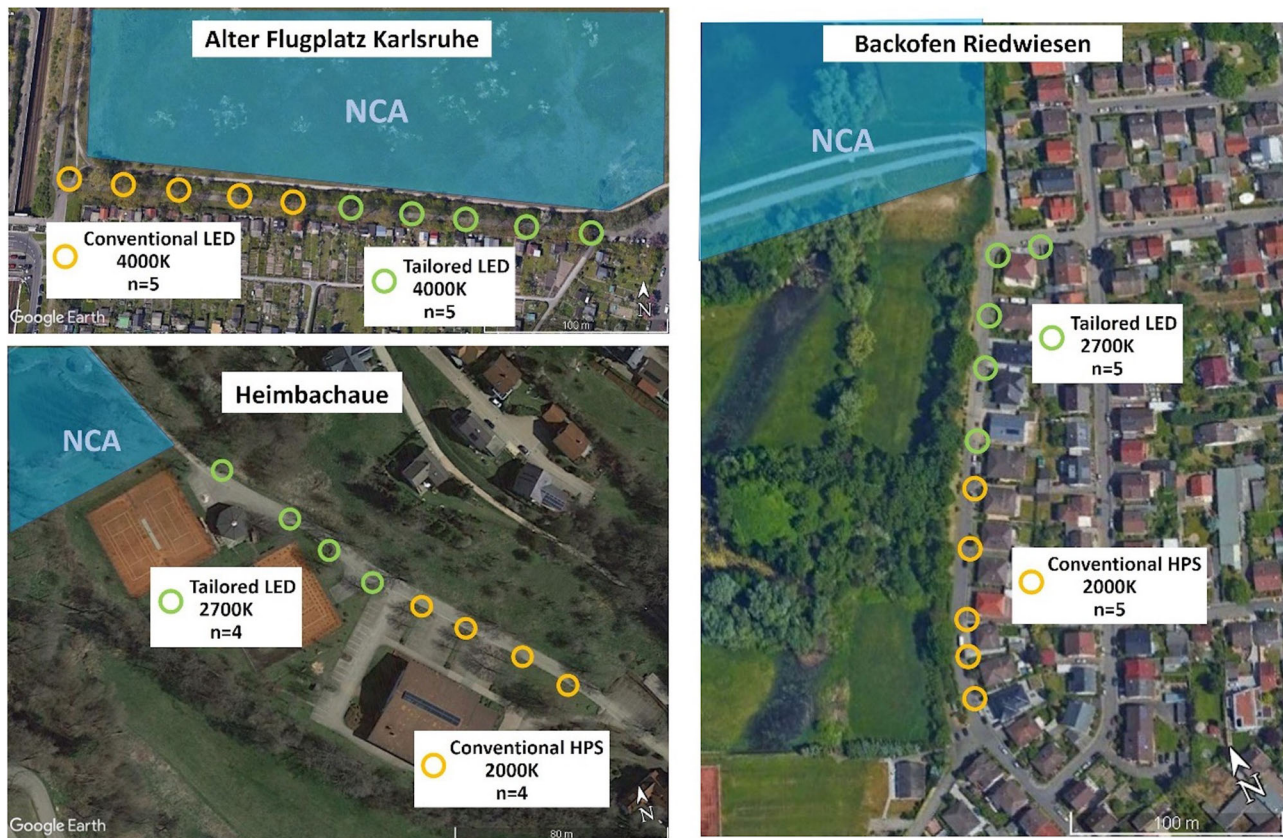 Alter Flugplatz Karlsruhe
NCA
Conventional LED
4000K
n=5
Tailored LED
4000K
n=5
Google Earth
100 m
N
Heimbachaue
NCA
Tailored LED
2700K
n=4
Conventional HPS
2000K
n=4
Google Earth
80 m
N
Backofen Riedwiesen
NCA
Tailored LED
2700K
n=5
Conventional HPS
2000K
n=5
100 m
N